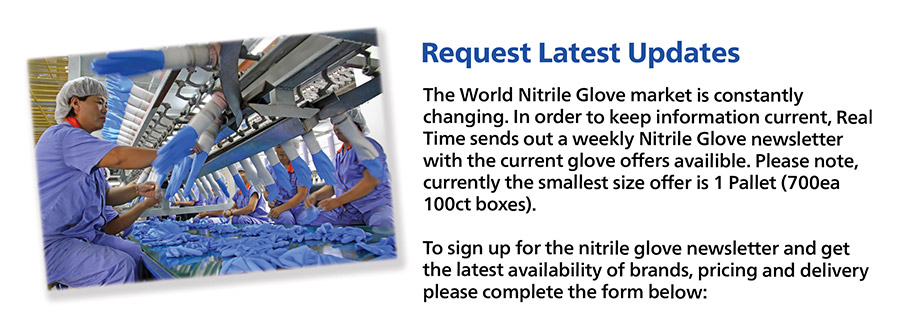 Request Latest Updates
The World Nitrile Glove market is constantly
changing. In order to keep information current, Real
Time sends out a weekly Nitrile Glove newsletter
with the current glove offers availible. Please note,
currently the smallest size offer is 1 Pallet (700ea
100ct boxes).
To sign up for the nitrile glove newsletter and get
the latest availability of brands, pricing and delivery
please complete the form below: